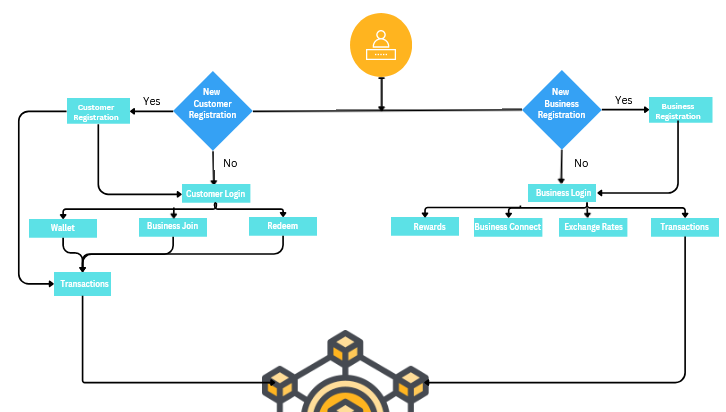 New
Customer
Registration
New
Business
Registration
Yes
Yes
Customer
Registration
Business
Registration
No
No
Customer Login
Business Login
Wallet
Business Join
Redeem
Rewards
Business Connect
Exchange Rates
Transactions
Transactions